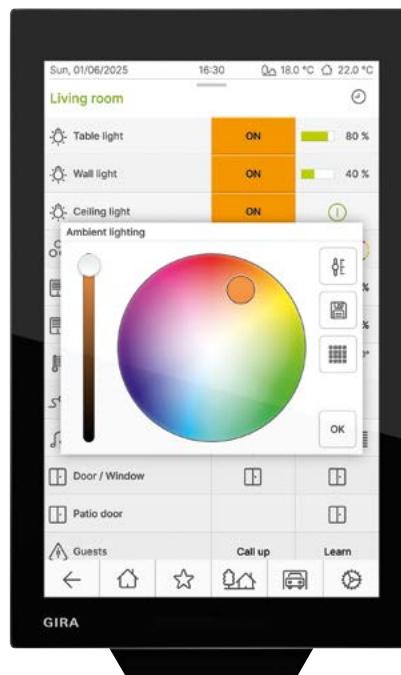 Sun, 01/06/2025 16:30 18.0 °C 22.0 °C
Living room
Table light ON 80 %
Wall light ON 40 %
Ceiling light ON
Ambient lighting
%
%
OK
Door / Window
Patio door
Guests Call up Learn
GIRA